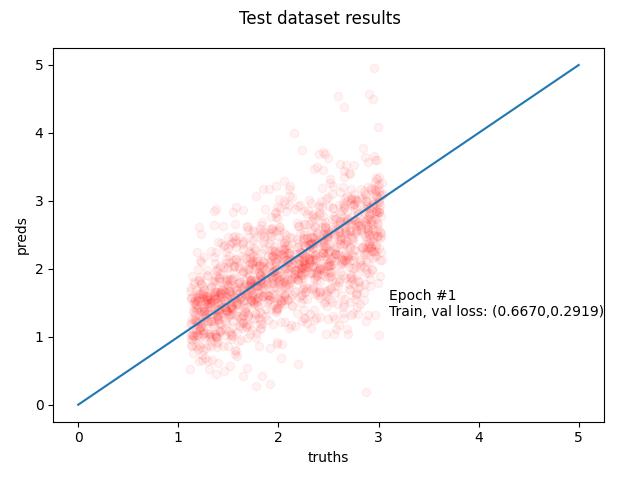 Test dataset results
5
4
3
2
1
0
preds
Epoch #1
Train, val loss: (0.6670,0.2919)
0 1 2 3 4 5
truths